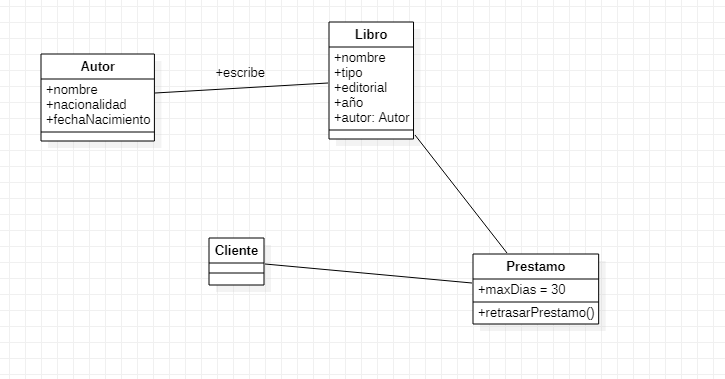 Autor
+nombre
+nacionalidad
+fechaNacimiento
+escribe
Libro
+nombre
+tipo
+editorial
+año
+autor: Autor
Cliente
Prestamo
+maxDias = 30
+retrasarPrestamo()